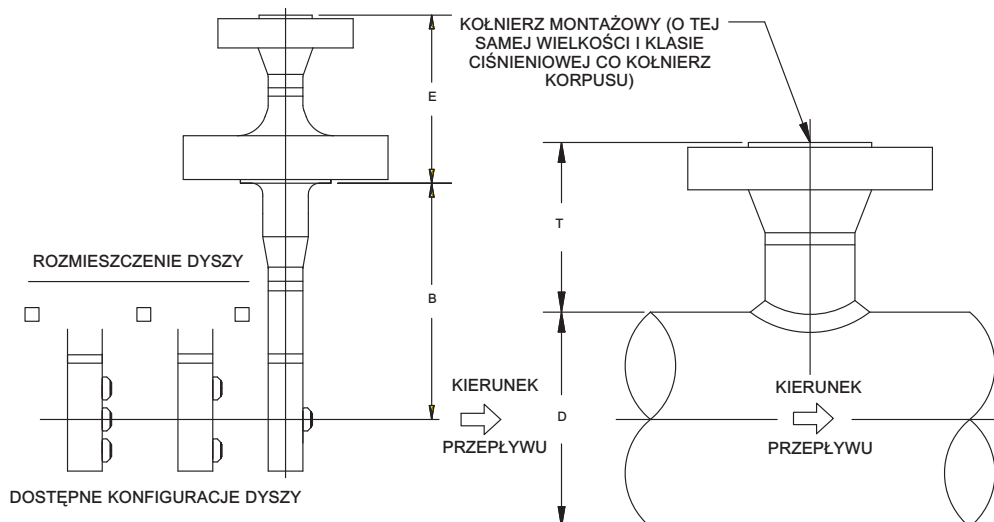 KOŁNIERZ MONTAŻOWY (O TEJ
SAMEJ WIELKOŚCI I KLASIE
CIŚNIENIOWEJ CO KOŁNIERZ
KORPUSU)
E
T
ROZMIESZCZENIE DYSZY
B
KIERUNEK
PRZEPŁYWU
D
KIERUNEK
PRZEPŁYWU
DOSTĘPNE KONFIGURACJE DYSZY